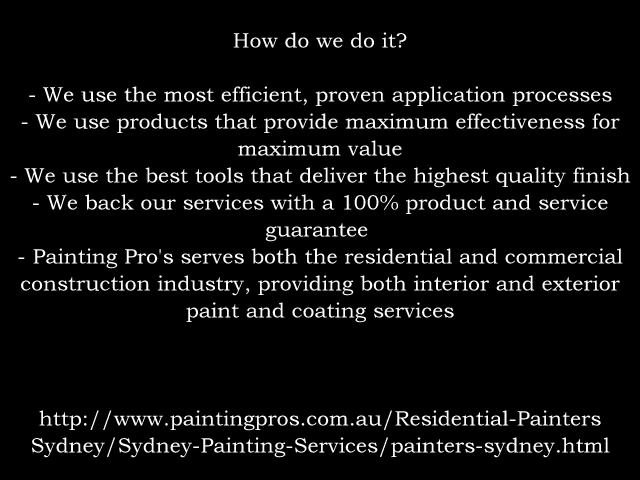 How do we do it?
- We use the most efficient, proven application processes
- We use products that provide maximum effectiveness for
maximum value
- We use the best tools that deliver the highest quality finish
- We back our services with a 100% product and service
guarantee
- Painting Pro's serves both the residential and commercial
construction industry, providing both interior and exterior
paint and coating services
http://www.paintingpros.com.au/Residential-Painters
Sydney/Sydney-Painting-Services/painters-sydney.html